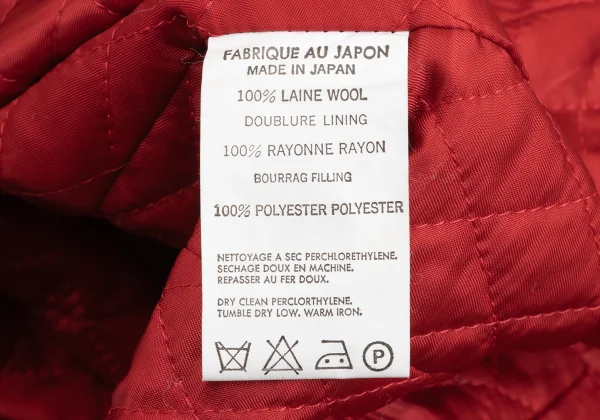 FABRIQUE AU JAPON
MADE IN JAPAN
100% LAINE WOOL
DOUBLURE LINING
100% RAYONNE RAYON
BOURRAG FILLING
100% POLYESTER POLYESTER
NETTOYAGE A SEC PERCHLORETHYLENE.
SECHAGE DOUX EN MACHINE.
REPASSER AU FER DOUX.
DRY CLEAN PERCLORTHYLENE.
TUMBLE DRY LOW. WARM IRON.
P